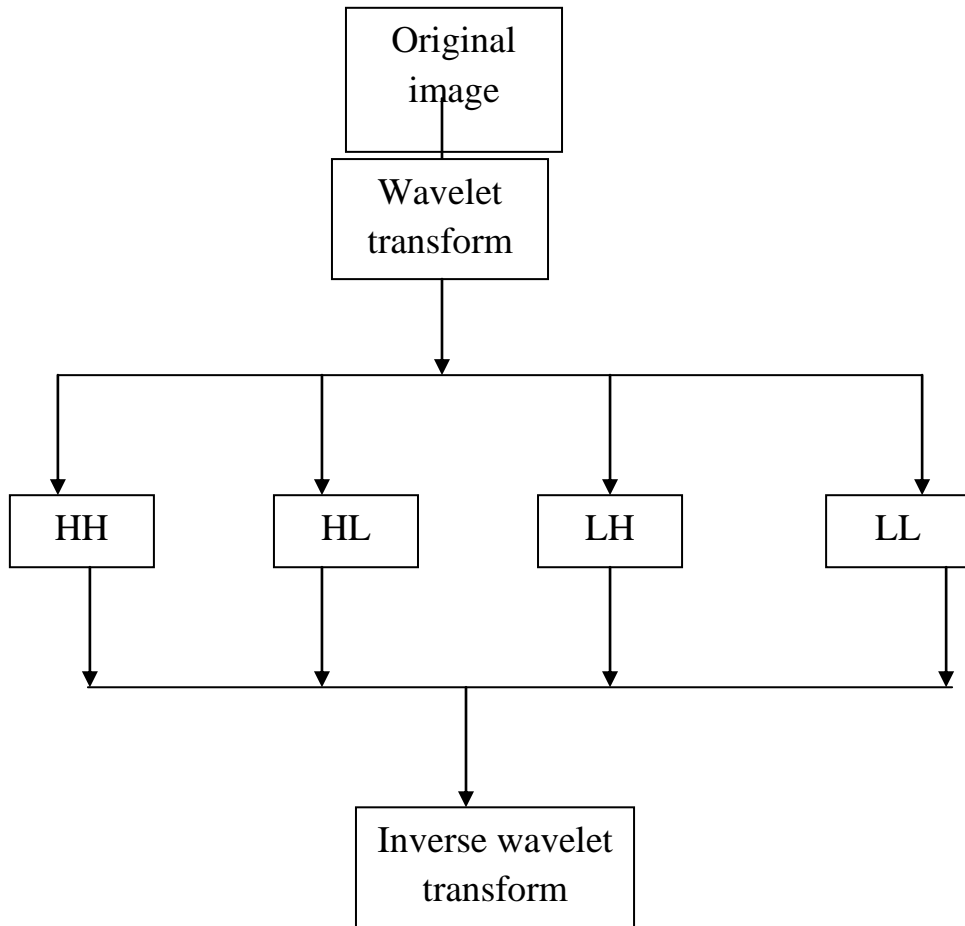 Original
image
Wavelet
transform
HH
HL
LH
LL
Inverse wavelet
transform